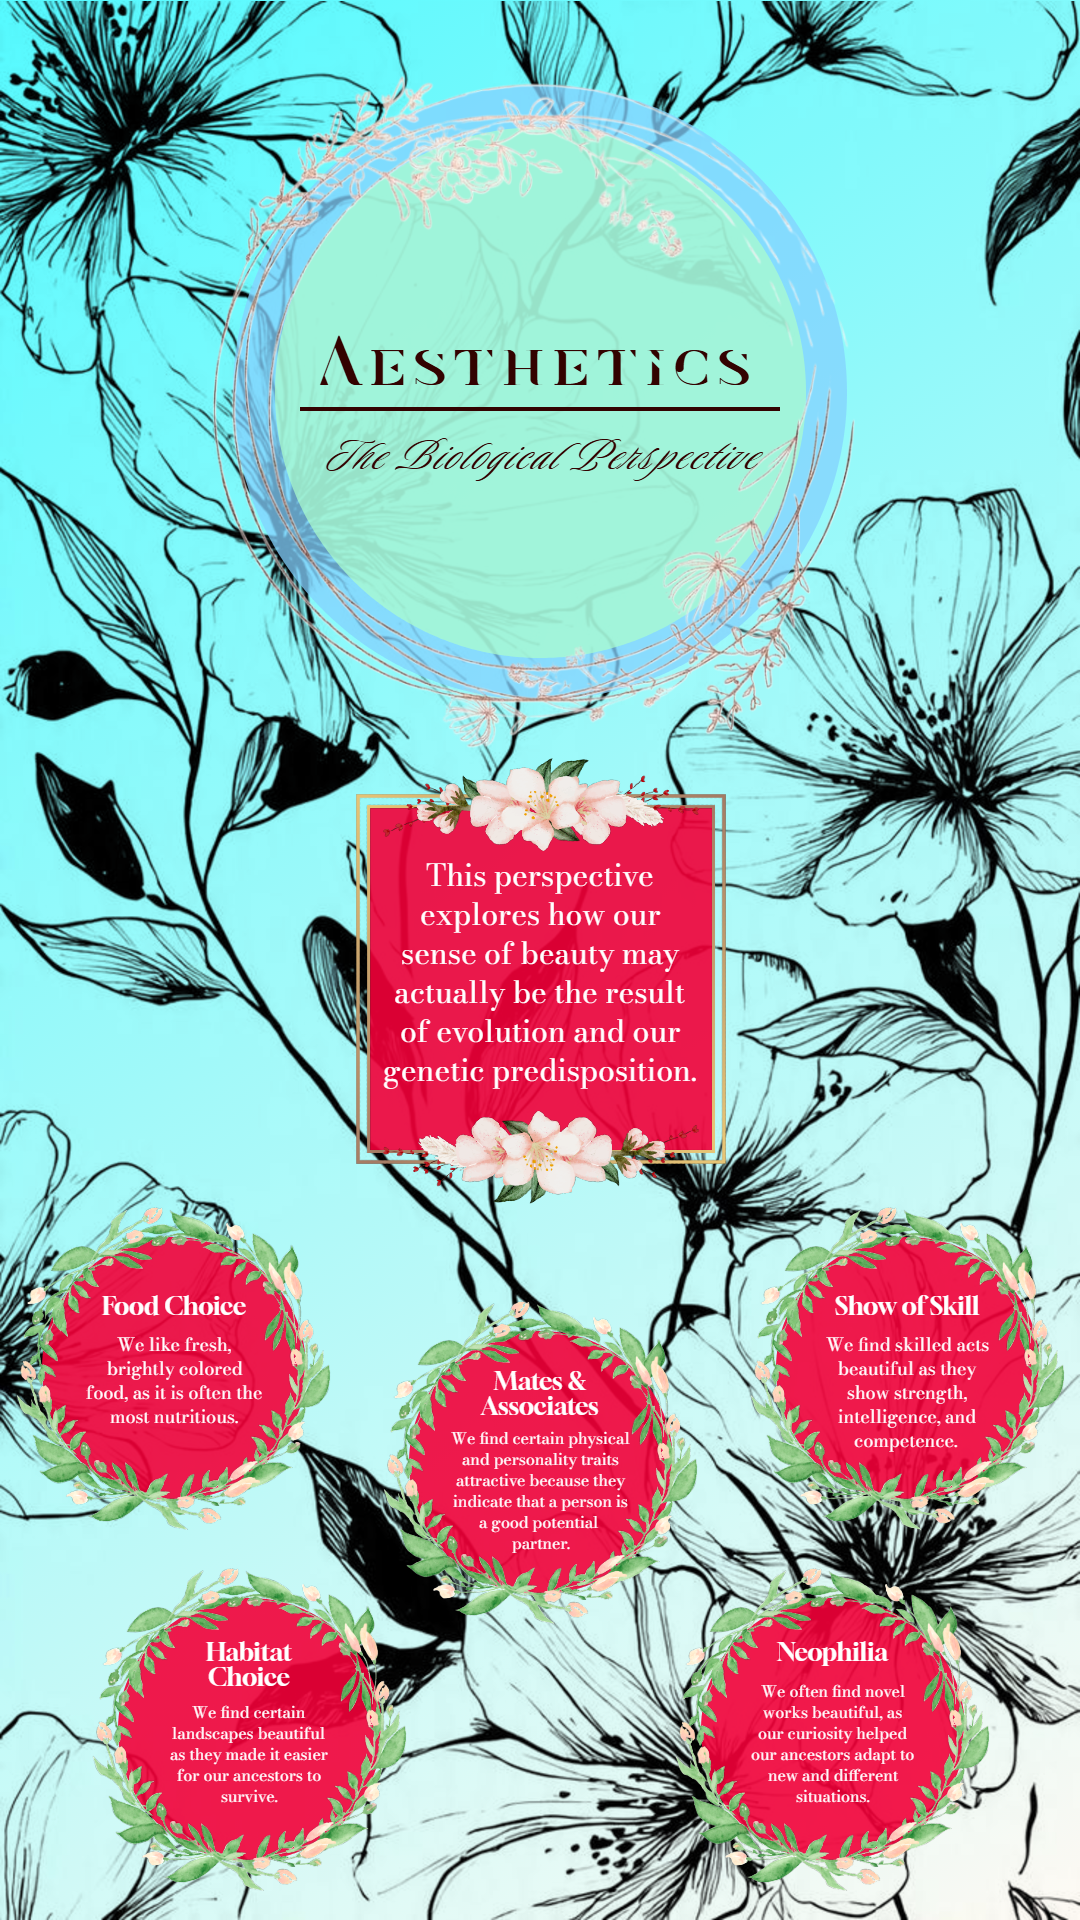 AESTHETICS
The Biological Perspective
This perspective
explores how our
sense of beauty may
actually be the result
of evolution and our
genetic predisposition.
Food Choice
We like fresh,
brightly colored
food, as it is often the
most nutritious.
Show of Skill
We find skilled acts
beautiful as they
show strength,
intelligence, and
competence.
Mates &
Associates
We find certain physical
and personality traits
attractive because they
indicate that a person is
a good potential
partner.
Habitat
Choice
We find certain
landscapes beautiful
as they made it easier
for our ancestors to
survive.
Neophilia
We often find novel
works beautiful, as
our curiosity helped
our ancestors adapt to
new and different
situations.